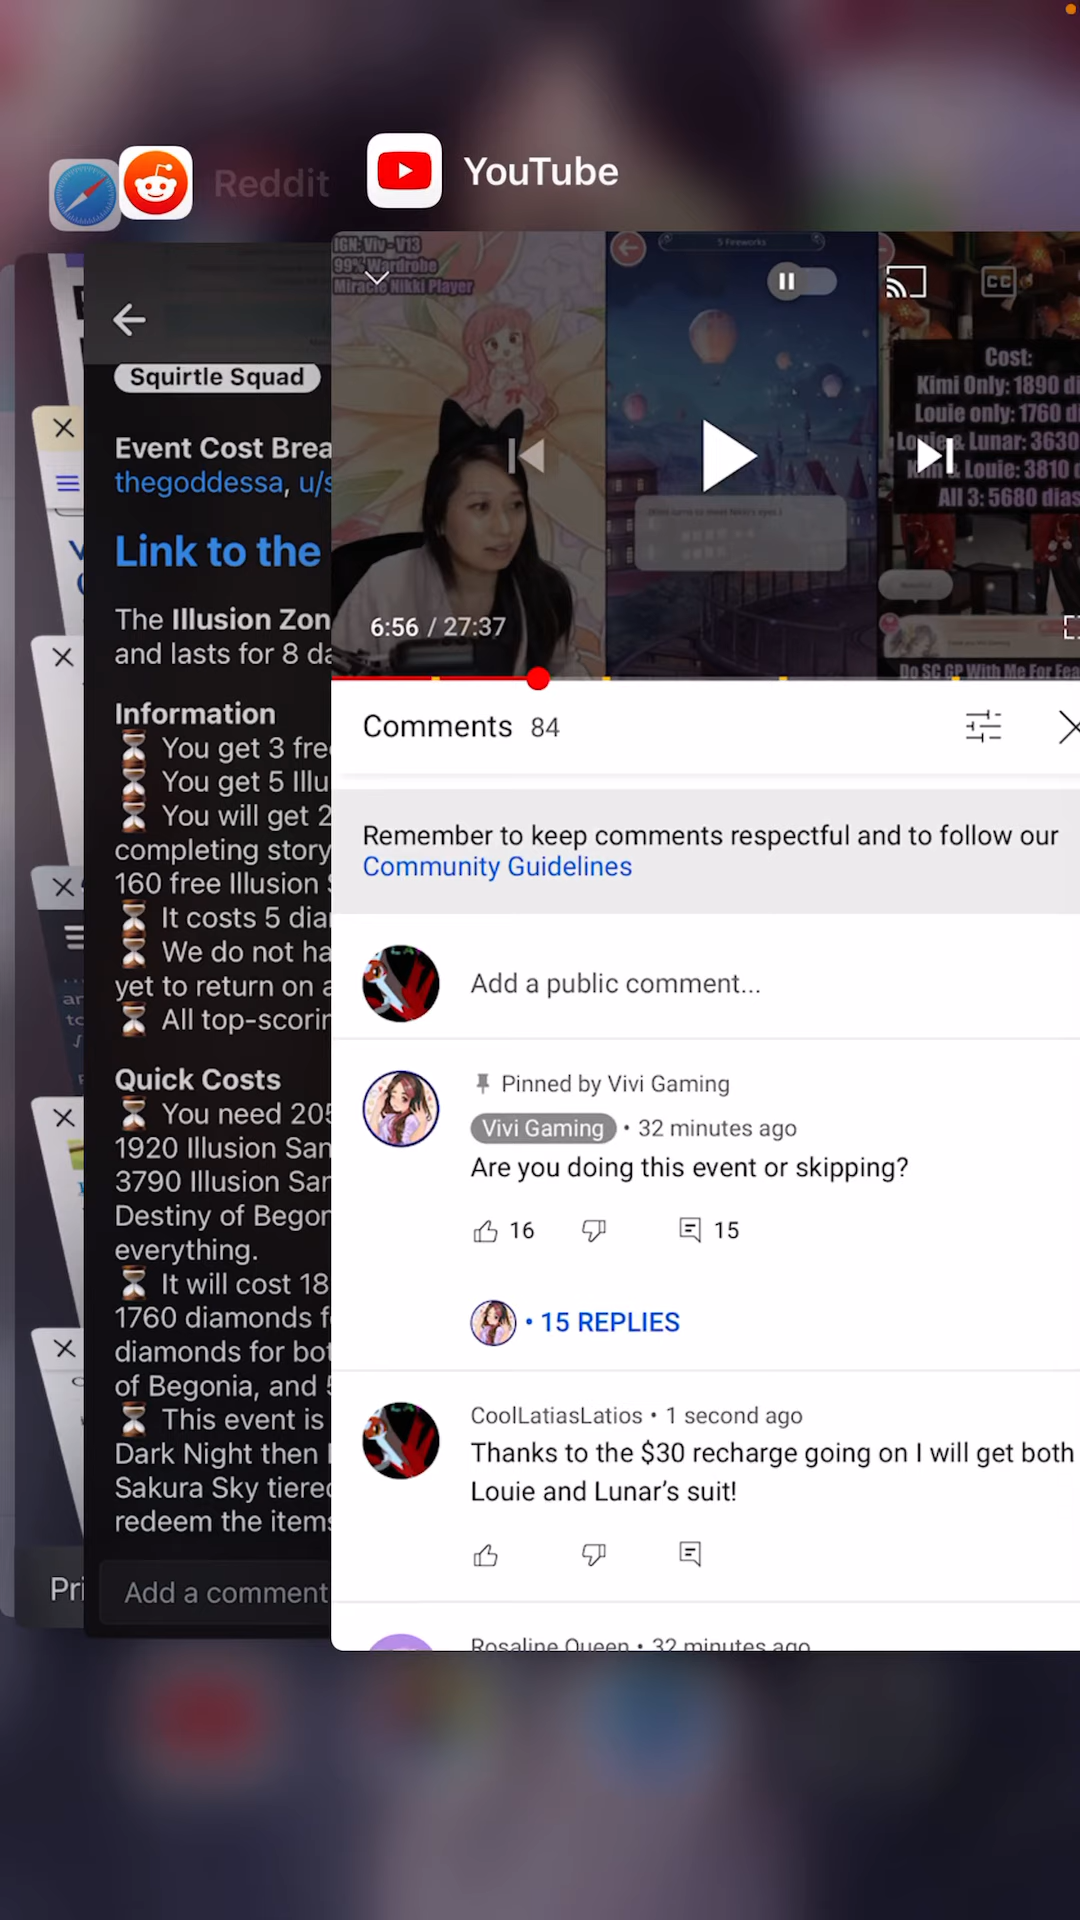 Reddit
YouTube
Squirtle Squad
Event Cost Brea
thegoddessa, u/s
Link to the
The Illusion Zon
and lasts for 8 da
Information
⏳ You get 3 fre
⏳ You get 5 Illu
⏳ You will get 2
completing story
160 free Illusion
⏳ It costs 5 dia
⏳ We do not ha
yet to return on a
⏳ All top-scorin
Quick Costs
⏳ You need 205
1920 Illusion San
3790 Illusion Sar
Destiny of Begor
everything.
⏳ It will cost 18
1760 diamonds f
diamonds for bot
of Begonia, and 5
⏳ This event is
Dark Night then
Sakura Sky tiered
redeem the items
Add a comment
Pri
IGN: Viv - V13
99% Wardrobe
Miracle Nikki Player
5 Fireworks
CC
Cost:
Kimi Only: 1890 di
Louie only: 1760 di
Louie & Lunar: 3630
Kimi & Louie: 3810
All 3: 5680 dias
6:56 / 27:37
Do SC GP With Me For Fea
Comments 84
Remember to keep comments respectful and to follow our
Community Guidelines
Add a public comment...
Pinned by Vivi Gaming
Vivi Gaming • 32 minutes ago
Are you doing this event or skipping?
16 15
• 15 REPLIES
CoolLatiasLatios • 1 second ago
Thanks to the $30 recharge going on I will get both
Louie and Lunar's suit!
Rosaline Queen • 32 minutes ago